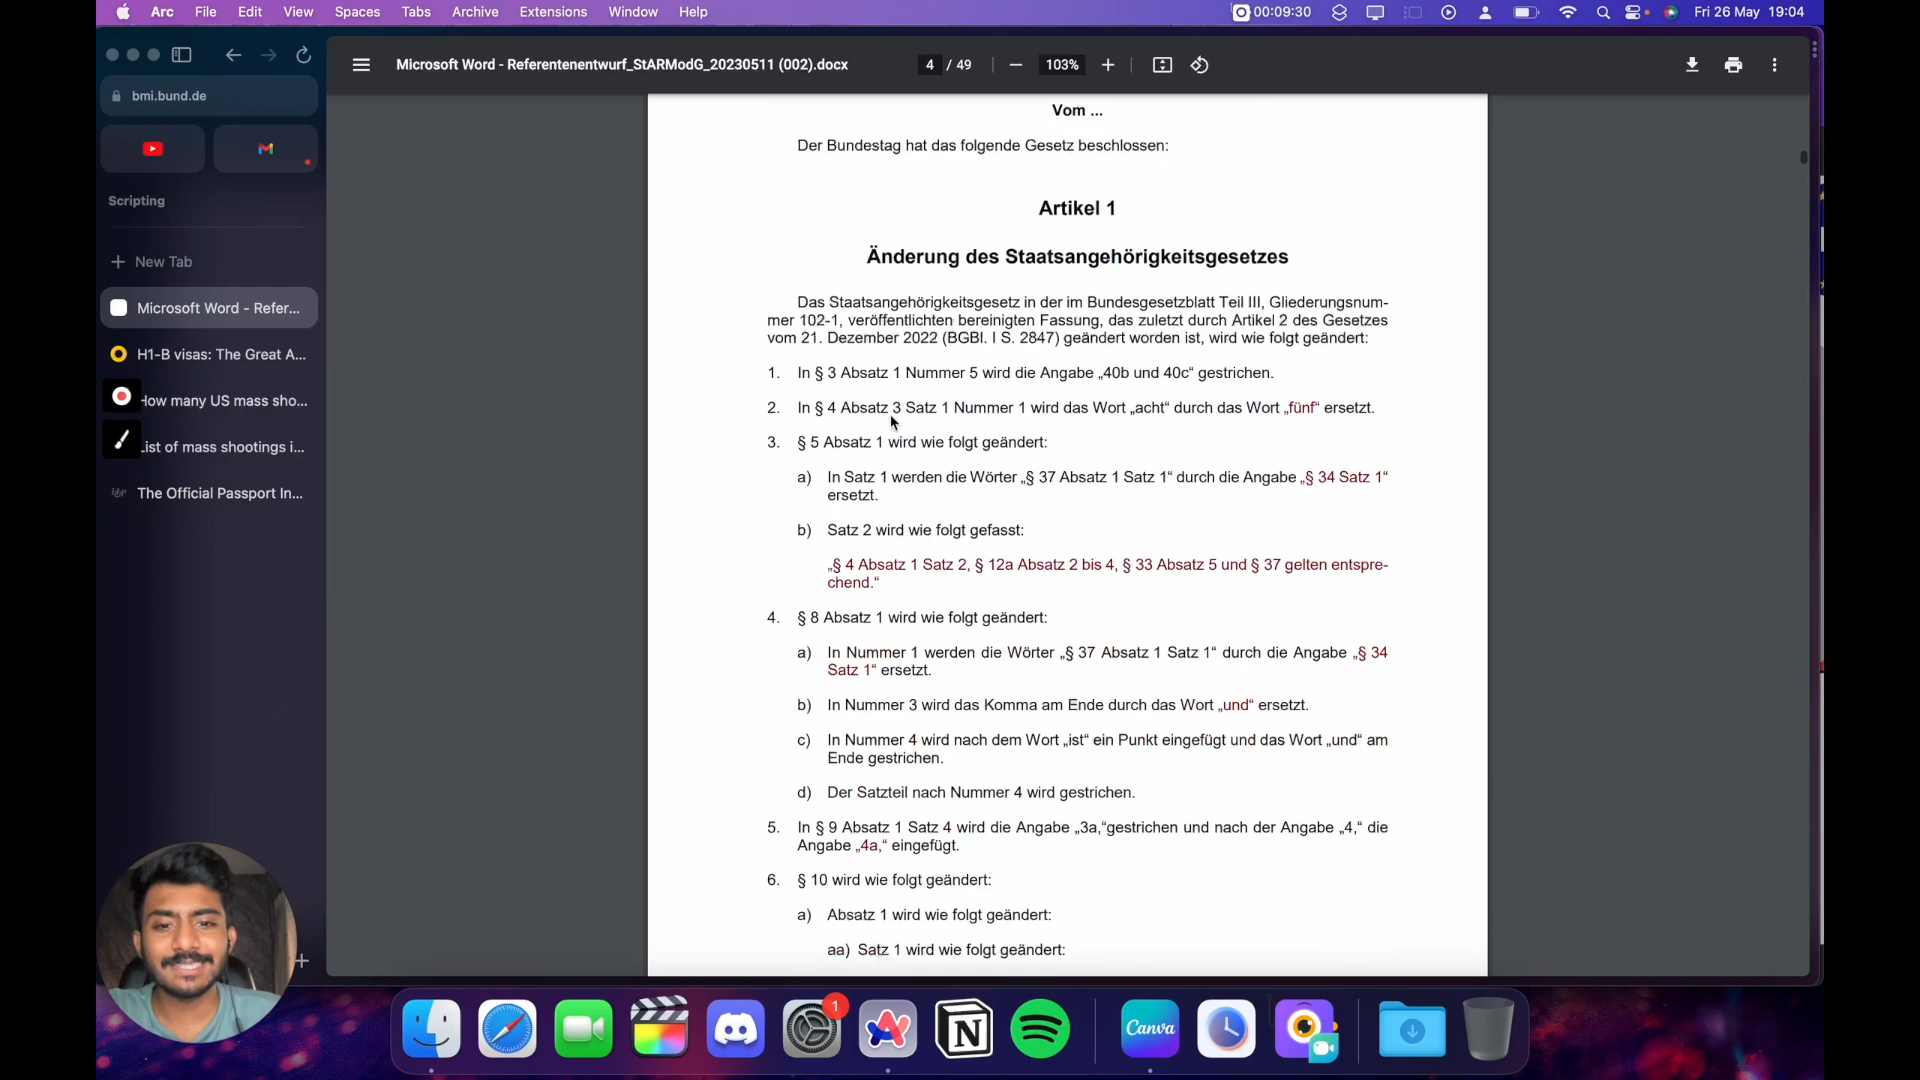 Arc File Edit View Spaces Tabs Archive Extensions Window Help 00:09:30 Fri 26 May 19:04
Microsoft Word - Referentenentwurf_StARModG_20230511 (002).docx 4 / 49 103%
bmi.bund.de
Scripting
New Tab
Microsoft Word - Refer...
H1-B visas: The Great A...
How many US mass sho...
List of mass shootings i...
The Official Passport In...
Vom ...
Der Bundestag hat das folgende Gesetz beschlossen:
Artikel 1
Änderung des Staatsangehörigkeitsgesetzes
Das Staatsangehörigkeitsgesetz in der im Bundesgesetzblatt Teil III, Gliederungsnum-
mer 102-1, veröffentlichten bereinigten Fassung, das zuletzt durch Artikel 2 des Gesetzes
vom 21. Dezember 2022 (BGBl. I S. 2847) geändert worden ist, wird wie folgt geändert:
1. In § 3 Absatz 1 Nummer 5 wird die Angabe „40b und 40c“ gestrichen.
2. In § 4 Absatz 3 Satz 1 Nummer 1 wird das Wort „acht“ durch das Wort „fünf“ ersetzt.
3. § 5 Absatz 1 wird wie folgt geändert:
a) In Satz 1 werden die Wörter „§ 37 Absatz 1 Satz 1“ durch die Angabe „§ 34 Satz 1“
ersetzt.
b) Satz 2 wird wie folgt gefasst:
„§ 4 Absatz 1 Satz 2, § 12a Absatz 2 bis 4, § 33 Absatz 5 und § 37 gelten entspre-
chend.“
4. § 8 Absatz 1 wird wie folgt geändert:
a) In Nummer 1 werden die Wörter „§ 37 Absatz 1 Satz 1“ durch die Angabe „§ 34
Satz 1“ ersetzt.
b) In Nummer 3 wird das Komma am Ende durch das Wort „und“ ersetzt.
c) In Nummer 4 wird nach dem Wort „ist“ ein Punkt eingefügt und das Wort „und“ am
Ende gestrichen.
d) Der Satzteil nach Nummer 4 wird gestrichen.
5. In § 9 Absatz 1 Satz 4 wird die Angabe „3a,“gestrichen und nach der Angabe „4,“ die
Angabe „4a,“ eingefügt.
6. § 10 wird wie folgt geändert:
a) Absatz 1 wird wie folgt geändert:
aa) Satz 1 wird wie folgt geändert:
1
Canva